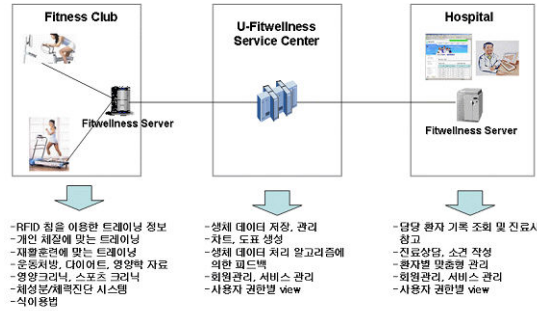 Fitness Club
U-Fitwellness
Service Center
Hospital
Fitwellness Server
Fitwellness Server
-RFID 칩을 이용한 트레이닝 정보
-개인 체질에 맞는 트레이닝
-재활훈련에 맞는 트레이닝
-운동처방, 다이어트, 영양학 자료
-영양크리닉, 스포츠 크리닉
-체성분/체력진단 시스템
-식이용법
-생체 데이터 저장, 관리
-차트, 도표 생성
-생체 데이터 처리 알고리즘에
의한 피드백
-회원관리, 서비스 관리
-사용자 권한별 view
-담당 환자 기록 조회 및 진료시
참고
-진료상담, 소견 작성
-환자별 맞춤형 관리
-회원관리, 서비스 관리
-사용자 권한별 view